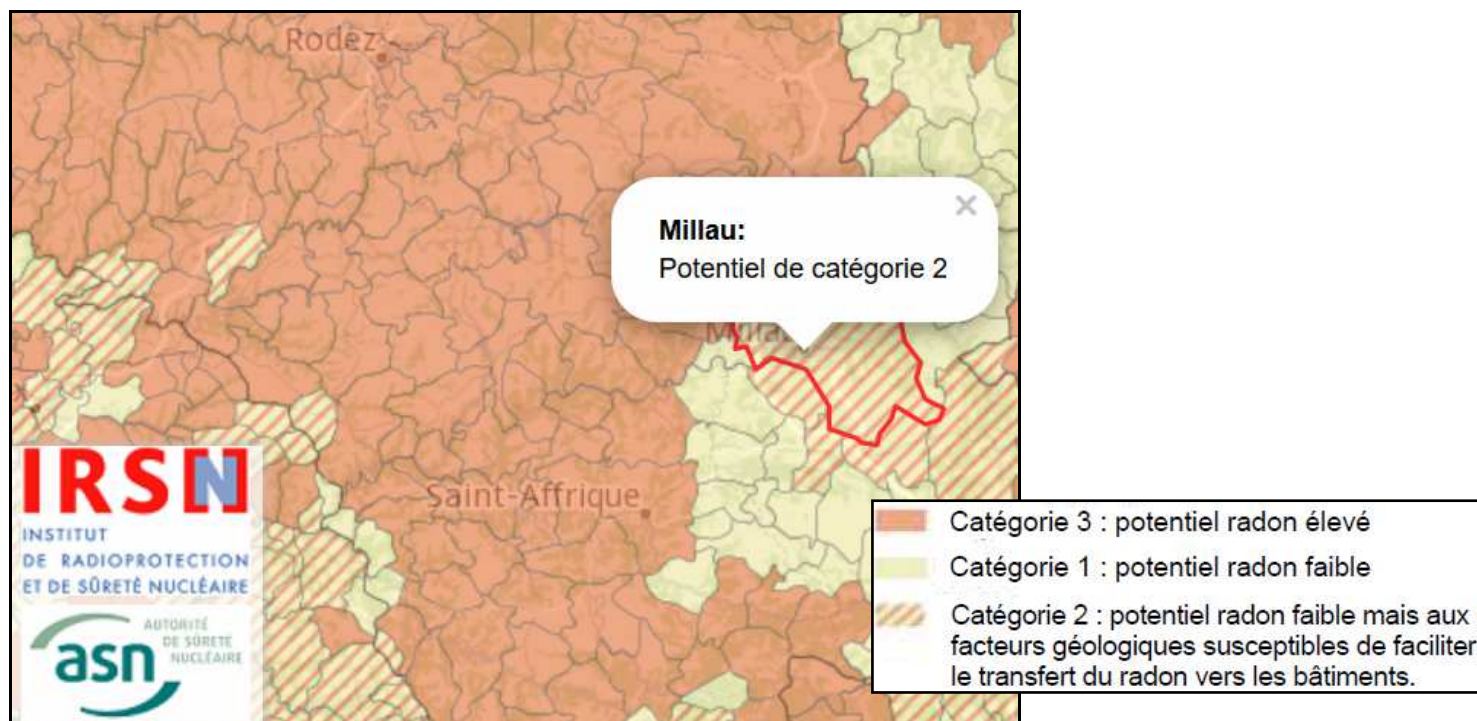 Rodez
Millau:
×
Potentiel de catégorie 2
Millau
Saint-Affrique
IRSN
INSTITUT
DE RADIOPROTECTION
ET DE SÛRETÉ NUCLÉAIRE
asn
AUTORITÉ
DE SÛRETÉ
NUCLÉAIRE
Catégorie 3 : potentiel radon élevé
Catégorie 1 : potentiel radon faible
Catégorie 2 : potentiel radon faible mais aux
facteurs géologiques susceptibles de faciliter
le transfert du radon vers les bâtiments.